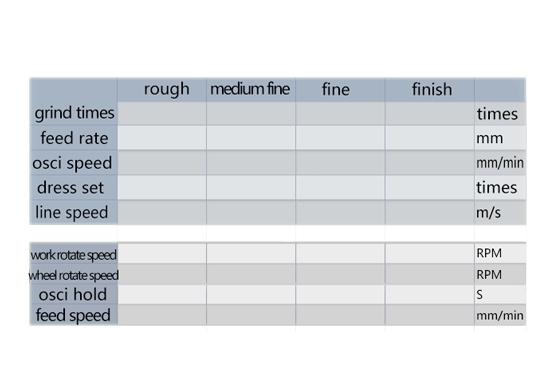 rough medium fine fine finish
grind times times
feed rate mm
osci speed mm/min
dress set times
line speed m/s
work rotate speed RPM
wheel rotate speed RPM
osci hold S
feed speed mm/min